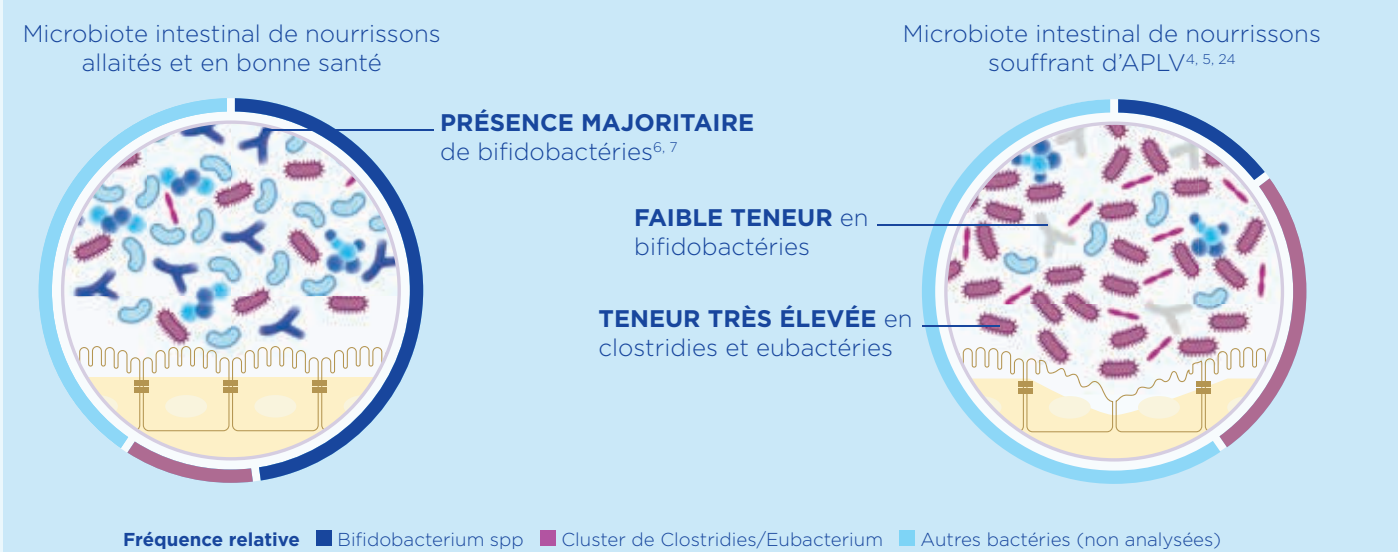 Microbiote intestinal de nourrissons
allaités et en bonne santé
Microbiote intestinal de nourrissons
souffrant d’APLV4, 5, 24
PRÉSENCE MAJORITAIRE
de bifidobactéries6, 7
FAIBLE TENEUR en
bifidobactéries
TENEUR TRÈS ÉLEVÉE en
clostridies et eubactéries
Fréquence relative Bifidobacterium spp Cluster de Clostridies/Eubacterium Autres bactéries (non analysées)